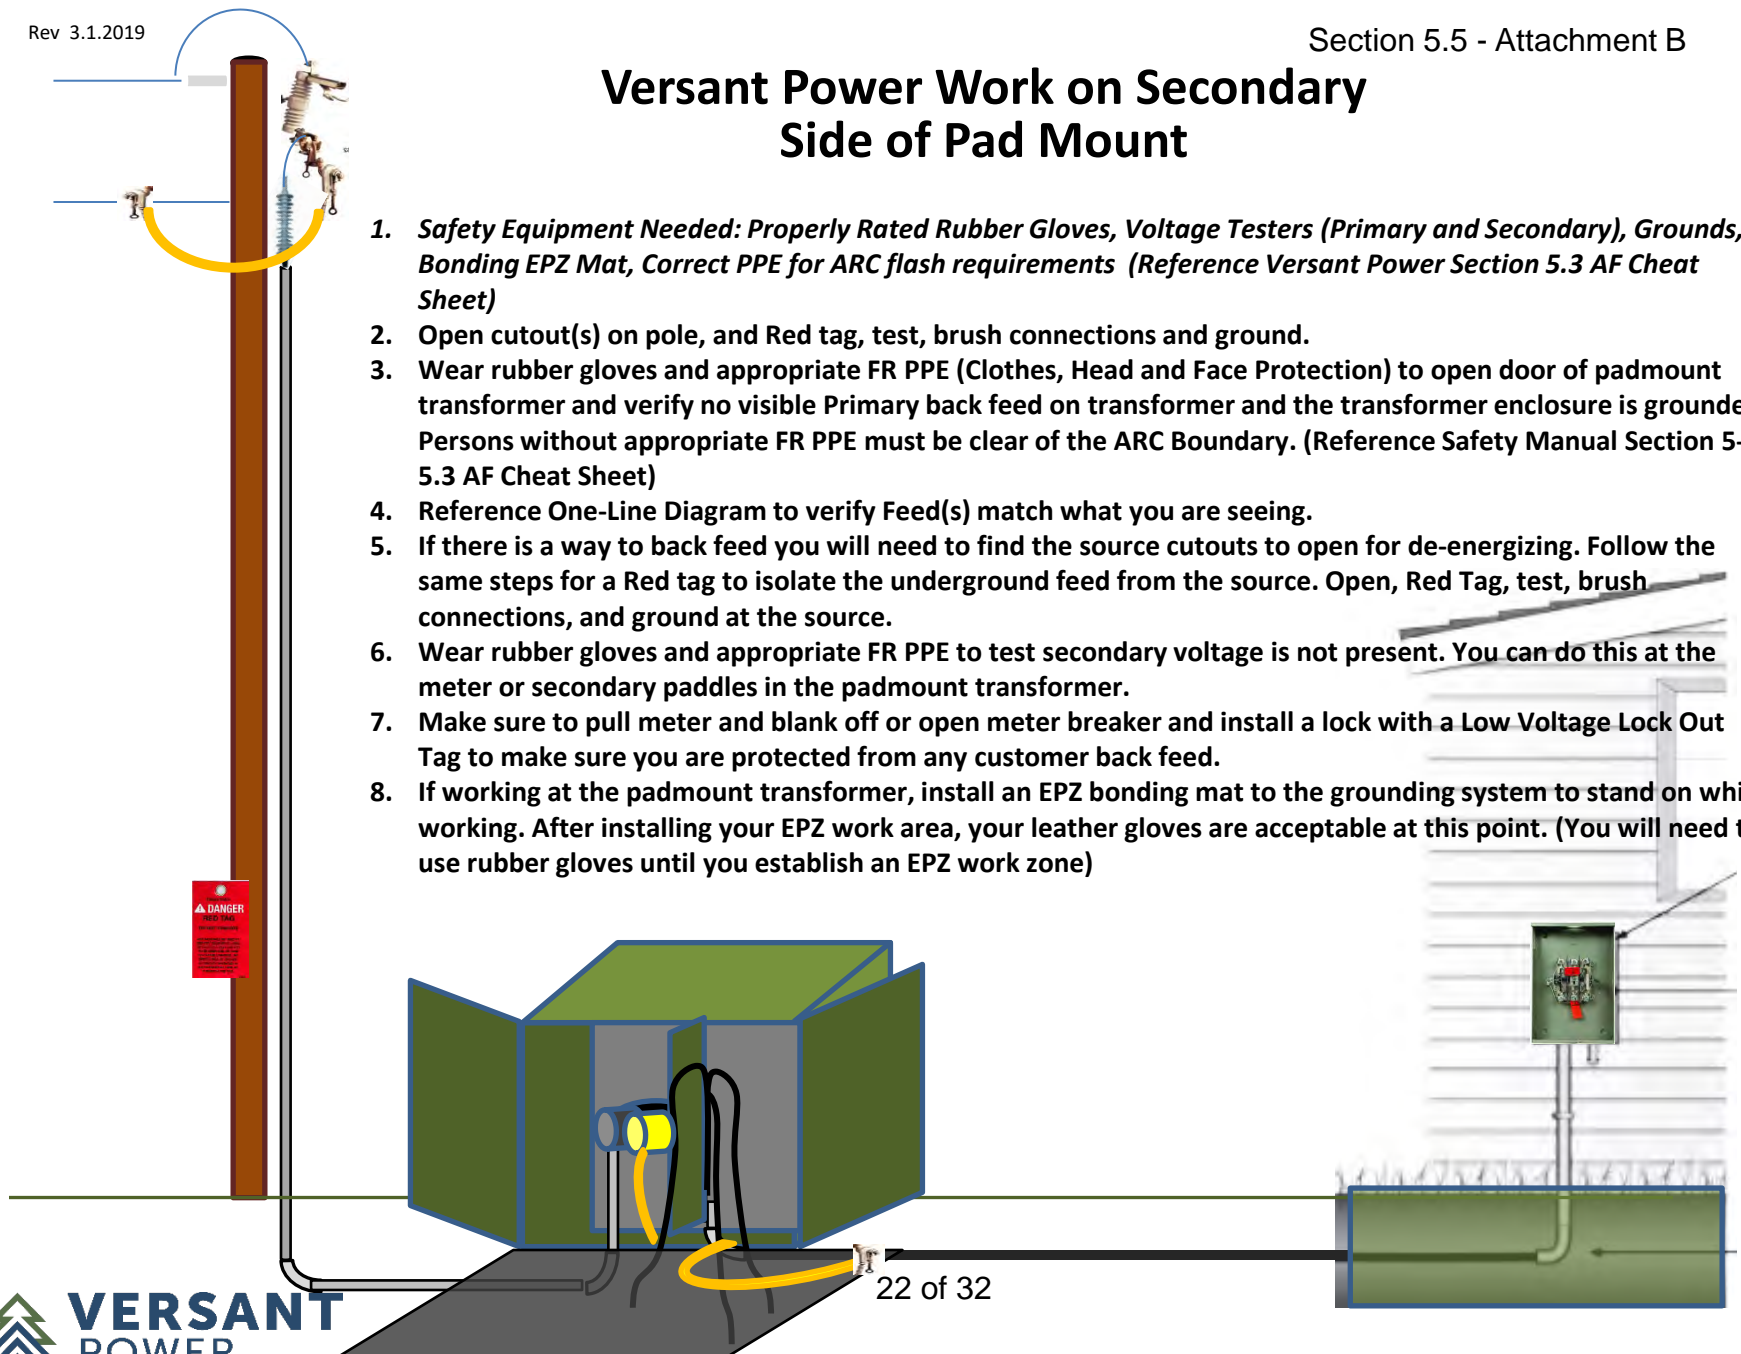 Rev 3.1.2019
Section 5.5 - Attachment B
Versant Power Work on Secondary
Side of Pad Mount
1. Safety Equipment Needed: Properly Rated Rubber Gloves, Voltage Testers (Primary and Secondary), Grounds,
Bonding EPZ Mat, Correct PPE for ARC flash requirements (Reference Versant Power Section 5.3 AF Cheat
Sheet)
2. Open cutout(s) on pole, and Red tag, test, brush connections and ground.
3. Wear rubber gloves and appropriate FR PPE (Clothes, Head and Face Protection) to open door of padmount
transformer and verify no visible Primary back feed on transformer and the transformer enclosure is grounde
Persons without appropriate FR PPE must be clear of the ARC Boundary. (Reference Safety Manual Section 5-
5.3 AF Cheat Sheet)
4. Reference One-Line Diagram to verify Feed(s) match what you are seeing.
5. If there is a way to back feed you will need to find the source cutouts to open for de-energizing. Follow the
same steps for a Red tag to isolate the underground feed from the source. Open, Red Tag, test, brush
connections, and ground at the source.
6. Wear rubber gloves and appropriate FR PPE to test secondary voltage is not present. You can do this at the
meter or secondary paddles in the padmount transformer.
7. Make sure to pull meter and blank off or open meter breaker and install a lock with a Low Voltage Lock Out
Tag to make sure you are protected from any customer back feed.
8. If working at the padmount transformer, install an EPZ bonding mat to the grounding system to stand on whi
working. After installing your EPZ work area, your leather gloves are acceptable at this point. (You will need t
use rubber gloves until you establish an EPZ work zone)
DANGER
RED TAG
22 of 32
VERSANT
POWER